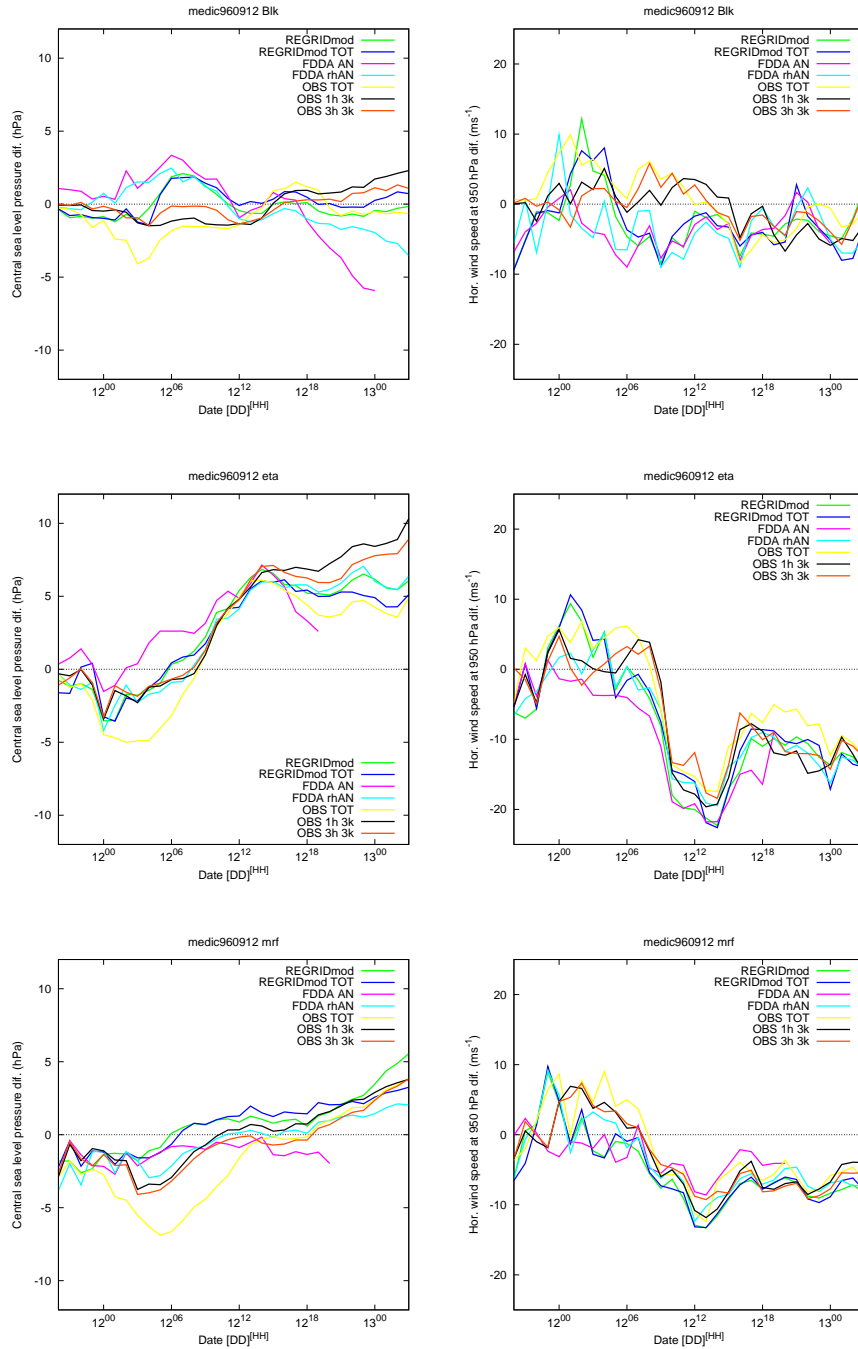 medic960912 Blk
Central sea level pressure dif. (hPa)
10
5
0
-5
-10
REGRIDmod
REGRIDmod TOT
FDDA AN
FDDA rhAN
OBS TOT
OBS 1h 3k
OBS 3h 3k
12^00 12^06 12^12 12^18 13^00
Date [DD]^[HH]
medic960912 Blk
Hor. wind speed at 950 hPa dif. (ms^-1)
20
10
0
-10
-20
REGRIDmod
REGRIDmod TOT
FDDA AN
FDDA rhAN
OBS TOT
OBS 1h 3k
OBS 3h 3k
12^00 12^06 12^12 12^18 13^00
Date [DD]^[HH]
medic960912 eta
Central sea level pressure dif. (hPa)
10
5
0
-5
-10
REGRIDmod
REGRIDmod TOT
FDDA AN
FDDA rhAN
OBS TOT
OBS 1h 3k
OBS 3h 3k
12^00 12^06 12^12 12^18 13^00
Date [DD]^[HH]
medic960912 eta
Hor. wind speed at 950 hPa dif. (ms^-1)
20
10
0
-10
-20
REGRIDmod
REGRIDmod TOT
FDDA AN
FDDA rhAN
OBS TOT
OBS 1h 3k
OBS 3h 3k
12^00 12^06 12^12 12^18 13^00
Date [DD]^[HH]
medic960912 mrf
Central sea level pressure dif. (hPa)
10
5
0
-5
-10
REGRIDmod
REGRIDmod TOT
FDDA AN
FDDA rhAN
OBS TOT
OBS 1h 3k
OBS 3h 3k
12^00 12^06 12^12 12^18 13^00
Date [DD]^[HH]
medic960912 mrf
Hor. wind speed at 950 hPa dif. (ms^-1)
20
10
0
-10
-20
REGRIDmod
REGRIDmod TOT
FDDA AN
FDDA rhAN
OBS TOT
OBS 1h 3k
OBS 3h 3k
12^00 12^06 12^12 12^18 13^00
Date [DD]^[HH]